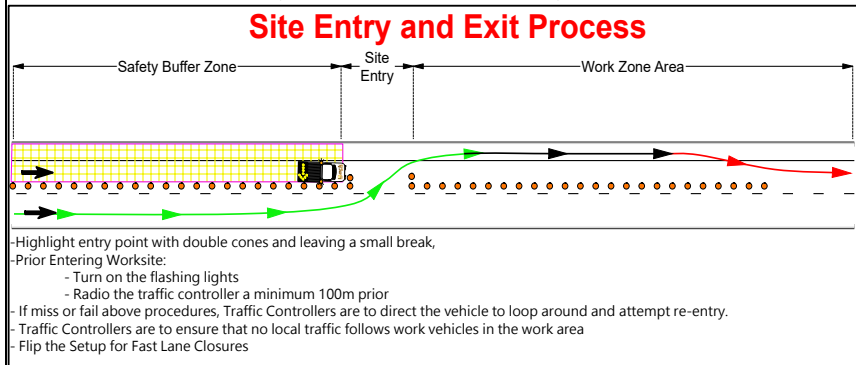 Site Entry and Exit Process
Safety Buffer Zone
Site
Entry
Work Zone Area
-Highlight entry point with double cones and leaving a small break,
-Prior Entering Worksite:
- Turn on the flashing lights
- Radio the traffic controller a minimum 100m prior
- If miss or fail above procedures, Traffic Controllers are to direct the vehicle to loop around and attempt re-entry.
- Traffic Controllers are to ensure that no local traffic follows work vehicles in the work area
- Flip the Setup for Fast Lane Closures